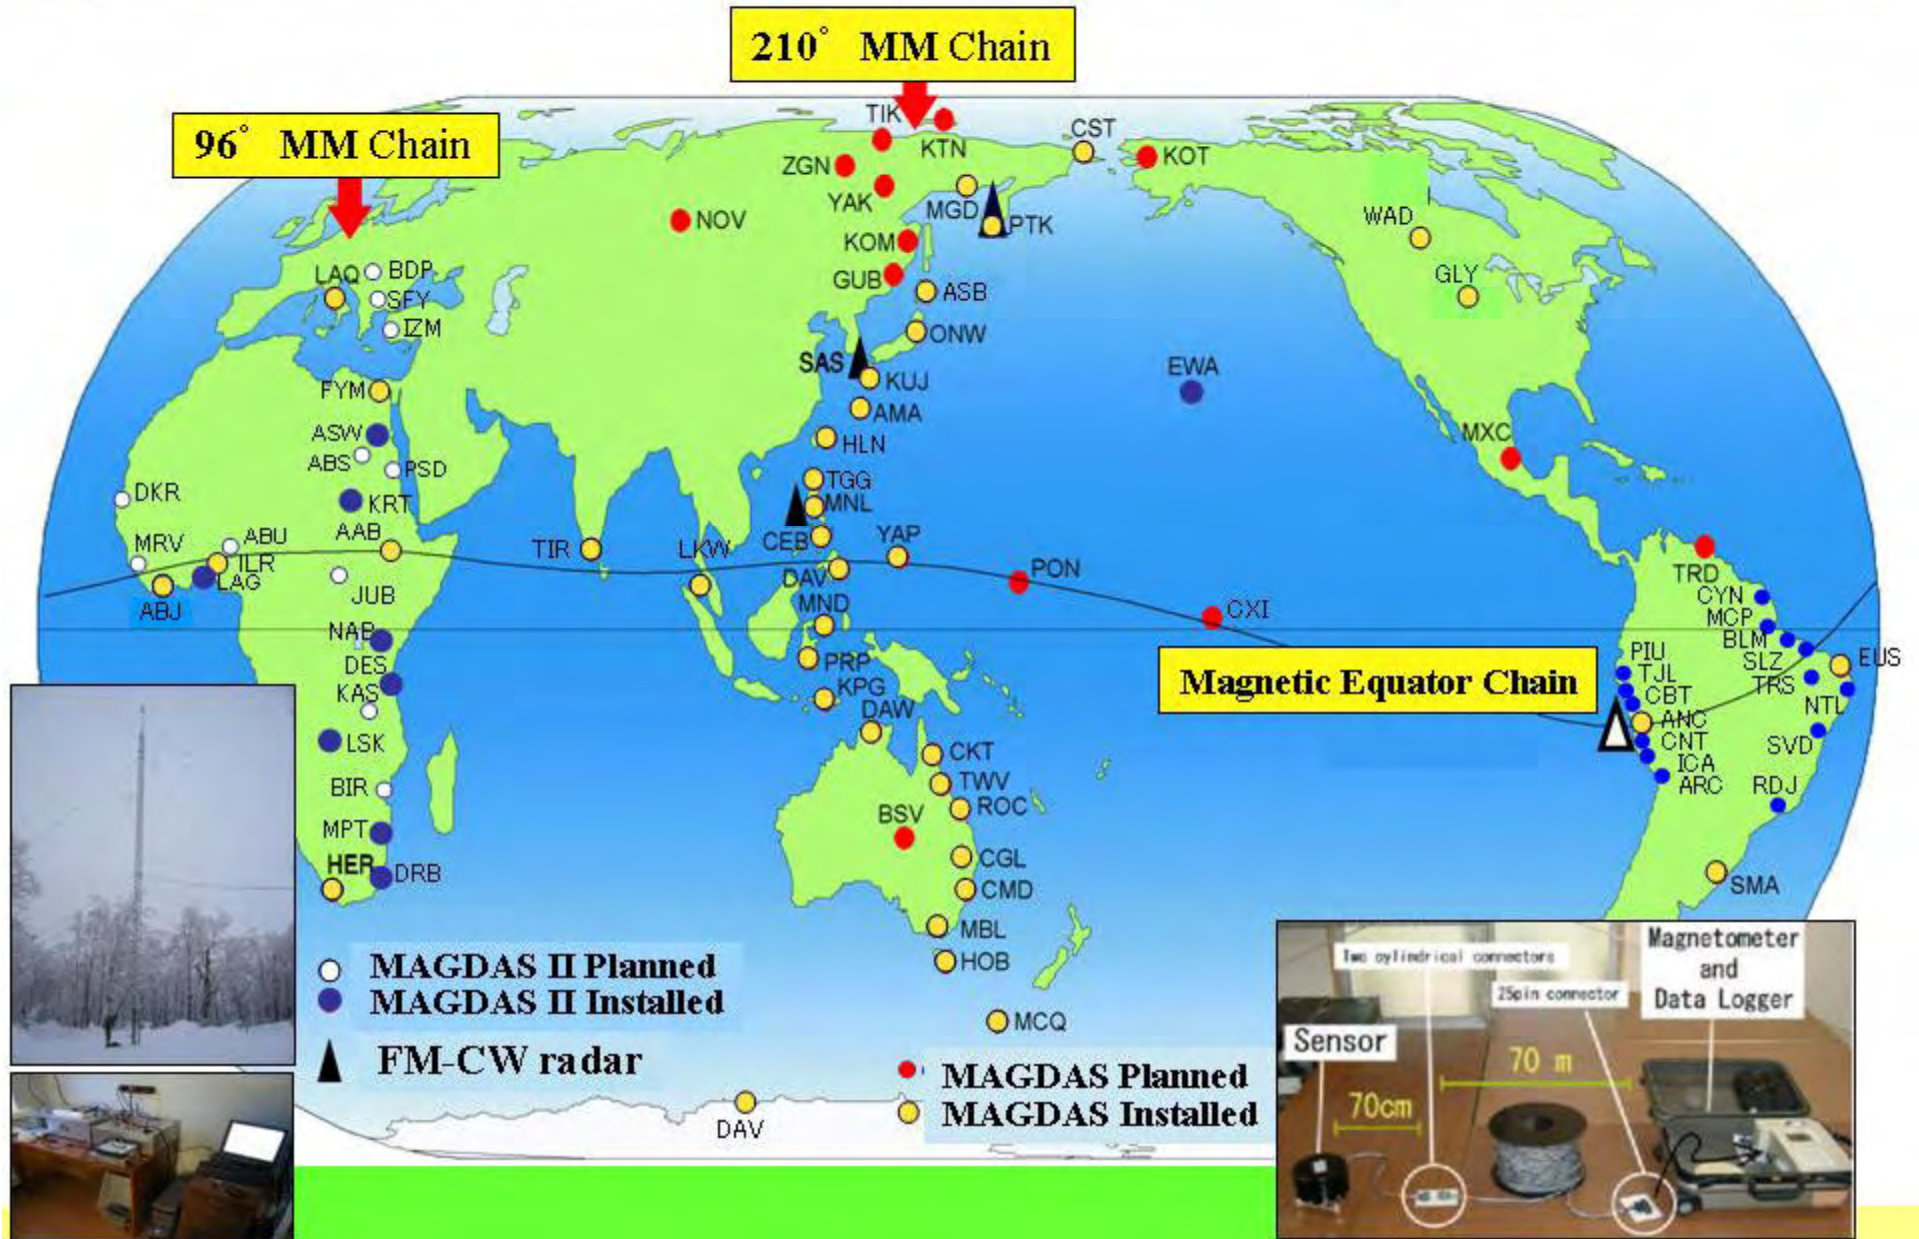 210° MM Chain
96° MM Chain
TIK
KTN
CST
KOT
ZGN
YAK
MGD
PTK
NOV
KOM
GUB
WAD
GLY
LAQ
BDP
SFY
IZM
ASB
ONW
SAS
KUJ
EWA
FYM
AMA
ASW
HLN
MXC
ABS
PSD
TGG
DKR
KRT
MNL
AAB
MRV
ABU
ILR
TIR
LKW
CEB
YAP
LAG
JUB
DAV
PON
TRD
ABJ
MND
CXI
CYN
MCP
NAB
BLM
DES
PRP
PIU
SLZ
EUS
KAS
KPG
Magnetic Equator Chain
TJL
TRS
CBT
NTL
DAW
ANC
LSK
CKT
CNT
SVD
ICA
BIR
TWV
ARC
RDJ
ROC
MPT
BSV
HER
DRB
CGL
CMD
SMA
MBL
HOB
MCQ
DAV
MAGDAS II Planned
MAGDAS II Installed
FM-CW radar
MAGDAS Planned
MAGDAS Installed
Two cylindrical connectors
Magnetometer
and
Data Logger
25pin connector
Sensor
70 m
70cm